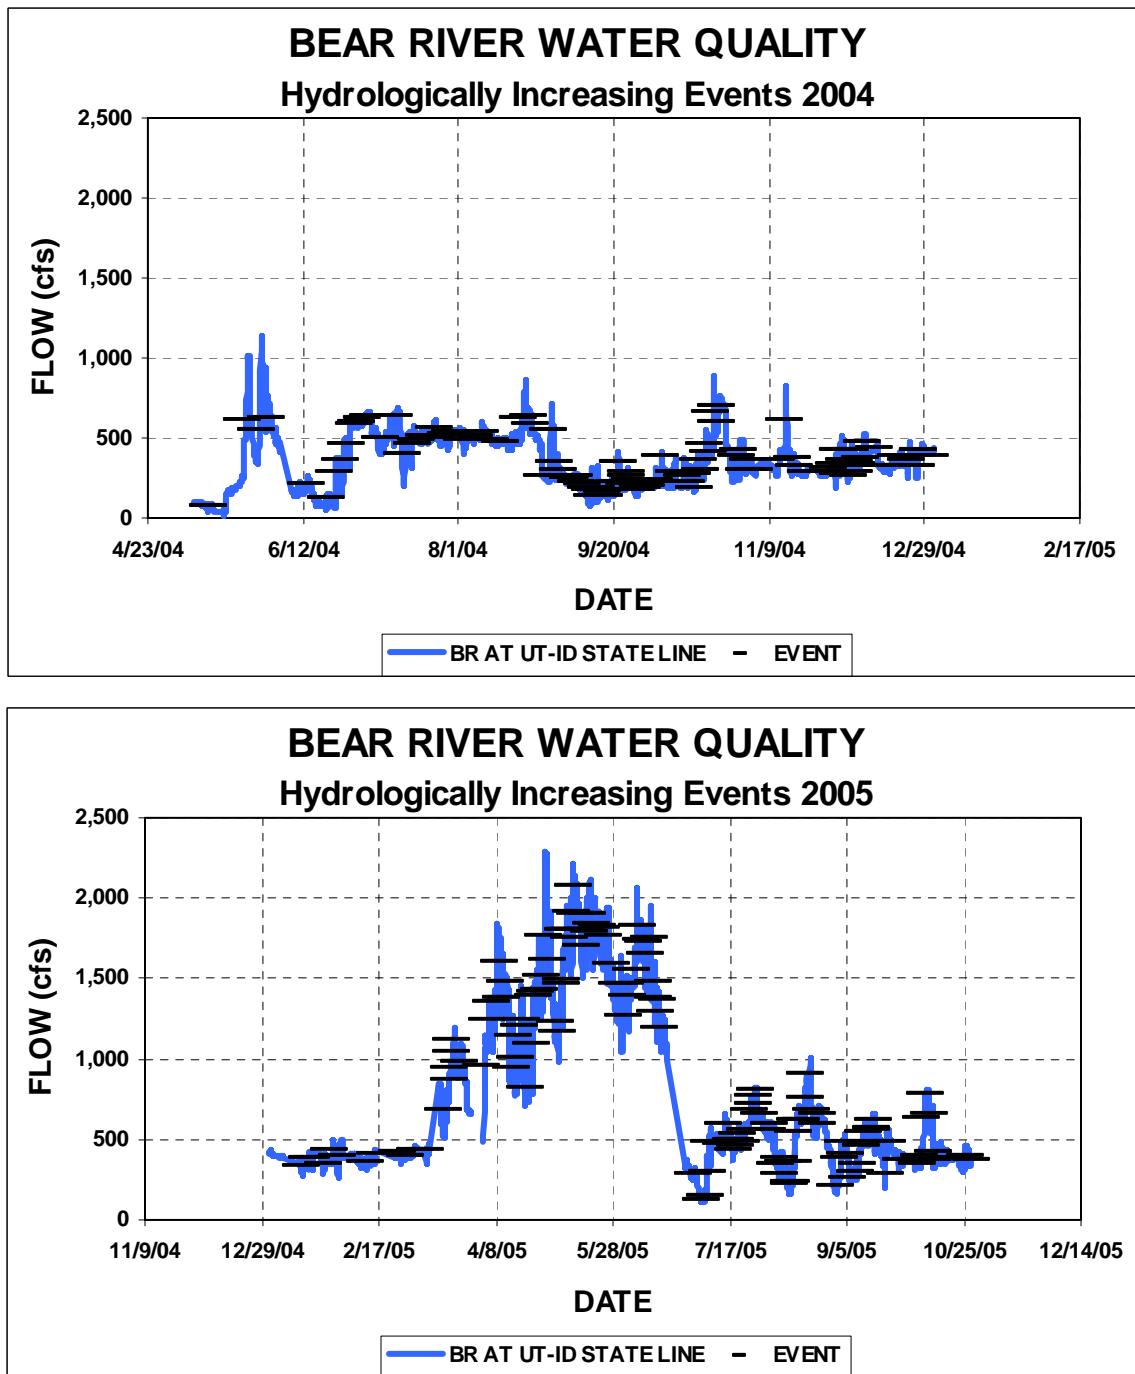 BEAR RIVER WATER QUALITY
Hydrologically Increasing Events 2004
2,500
2,000
1,500
1,000
500
0
FLOW (cfs)
4/23/04 6/12/04 8/1/04 9/20/04 11/9/04 12/29/04 2/17/05
DATE
BR AT UT-ID STATE LINE EVENT
BEAR RIVER WATER QUALITY
Hydrologically Increasing Events 2005
2,500
2,000
1,500
1,000
500
0
FLOW (cfs)
11/9/04 12/29/04 2/17/05 4/8/05 5/28/05 7/17/05 9/5/05 10/25/05 12/14/05
DATE
BR AT UT-ID STATE LINE EVENT